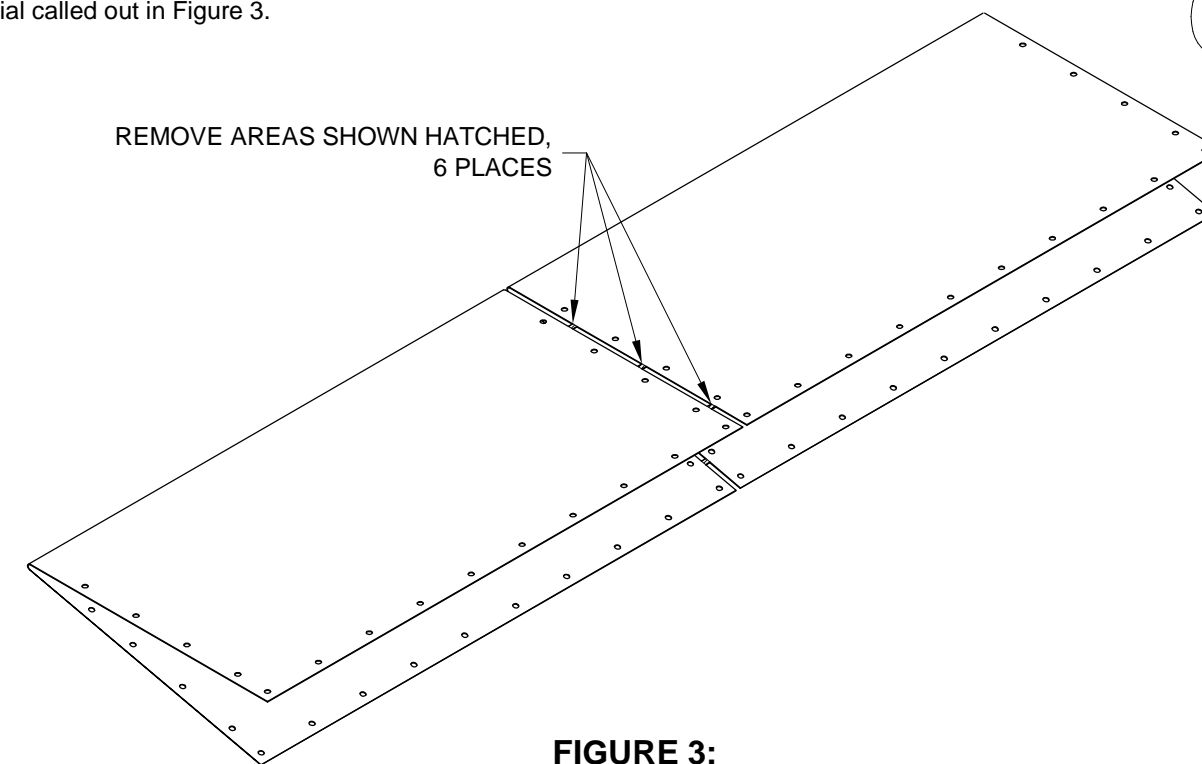 ial called out in Figure 3.
REMOVE AREAS SHOWN HATCHED,
6 PLACES
FIGURE 3: